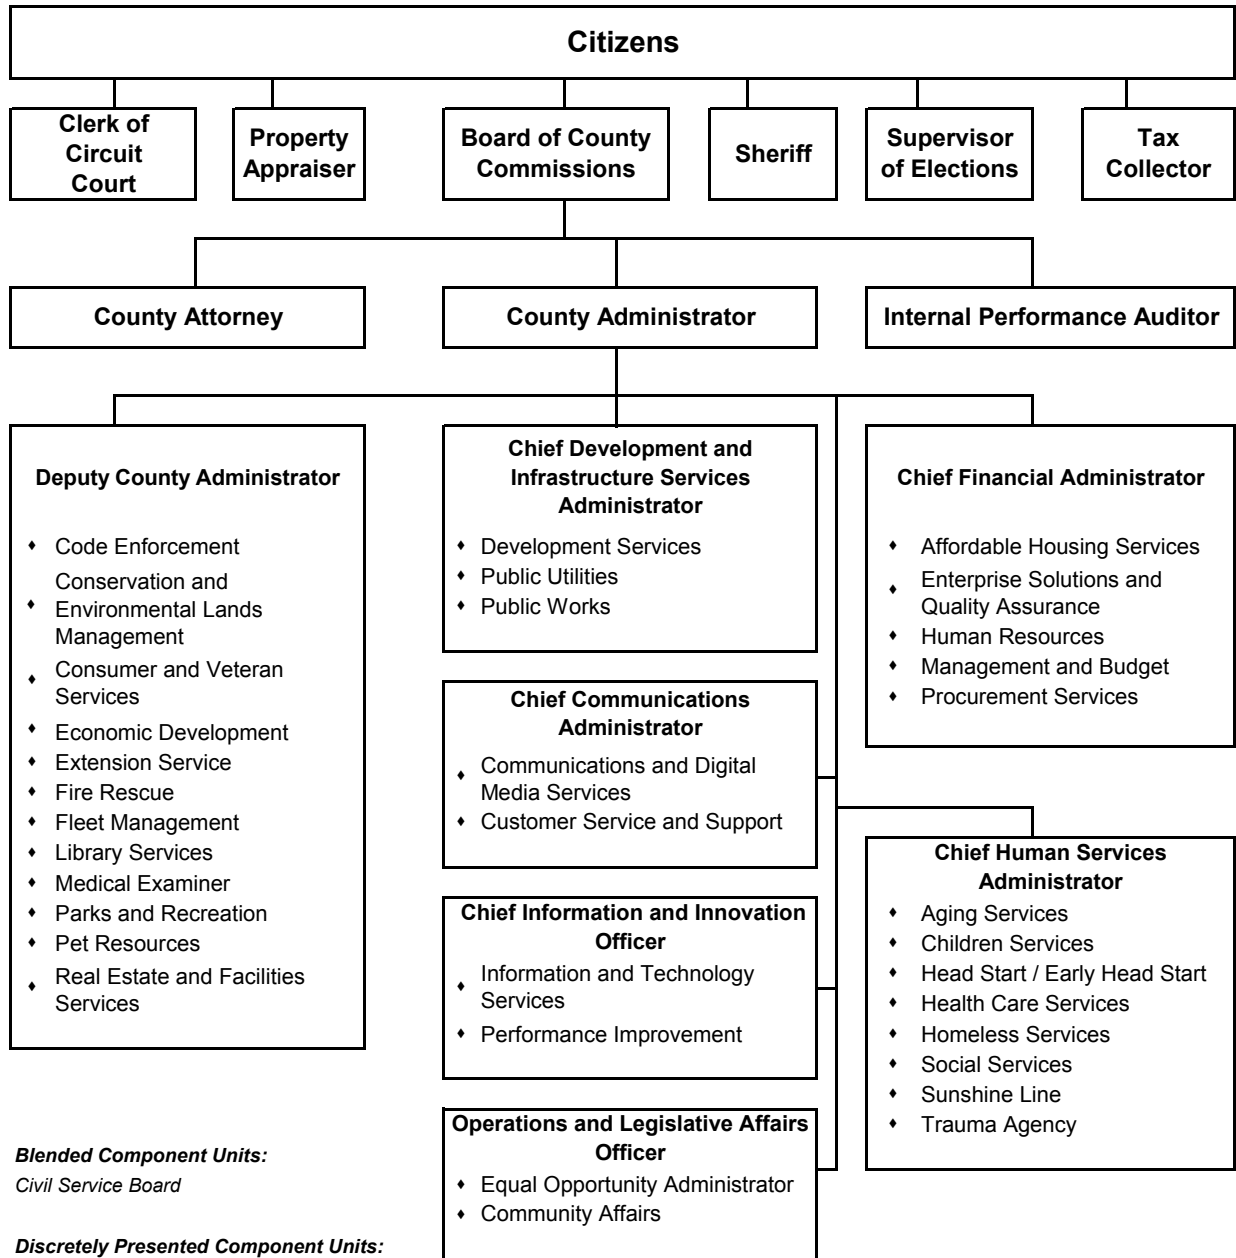 Citizens
Clerk of
Circuit
Court
Property
Appraiser
Board of County
Commissions
Sheriff
Supervisor
of Elections
Tax
Collector
County Attorney
County Administrator
Internal Performance Auditor
Deputy County Administrator
♦ Code Enforcement
Conservation and
♦ Environmental Lands
Management
♦ Consumer and Veteran
Services
♦ Economic Development
♦ Extension Service
♦ Fire Rescue
♦ Fleet Management
♦ Library Services
♦ Medical Examiner
♦ Parks and Recreation
♦ Pet Resources
♦ Real Estate and Facilities
Services
Chief Development and
Infrastructure Services
Administrator
♦ Development Services
♦ Public Utilities
♦ Public Works
Chief Communications
Administrator
♦ Communications and Digital
Media Services
♦ Customer Service and Support
Chief Information and Innovation
Officer
♦ Information and Technology
Services
♦ Performance Improvement
Operations and Legislative Affairs
Officer
♦ Equal Opportunity Administrator
♦ Community Affairs
Chief Financial Administrator
♦ Affordable Housing Services
♦ Enterprise Solutions and
Quality Assurance
♦ Human Resources
♦ Management and Budget
♦ Procurement Services
Chief Human Services
Administrator
♦ Aging Services
♦ Children Services
♦ Head Start / Early Head Start
♦ Health Care Services
♦ Homeless Services
♦ Social Services
♦ Sunshine Line
♦ Trauma Agency
Blended Component Units:
Civil Service Board
Discretely Presented Component Units: